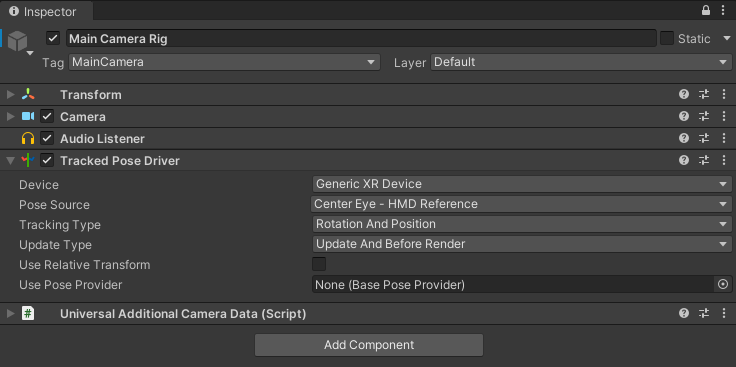 Inspector
Main Camera Rig
Static
Tag MainCamera Layer Default
Transform
Camera
Audio Listener
Tracked Pose Driver
Device Generic XR Device
Pose Source Center Eye - HMD Reference
Tracking Type Rotation And Position
Update Type Update And Before Render
Use Relative Transform
Use Pose Provider None (Base Pose Provider)
# Universal Additional Camera Data (Script)
Add Component